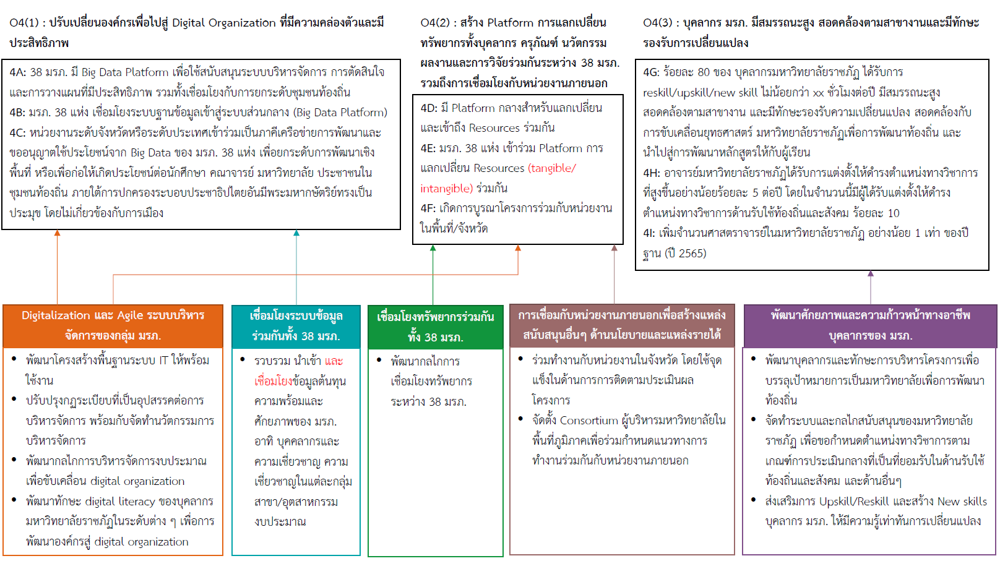 O4(1) : ปรับเปลี่ยนองค์กรเพื่อไปสู่ Digital Organization ที่มีความคล่องตัวและมี
ประสิทธิภาพ
4A: 38 มรภ. มี Big Data Platform เพื่อใช้สนับสนุนระบบบริหารจัดการ การตัดสินใจ
และการวางแผนที่มีประสิทธิภาพ รวมทั้งเชื่อมโยงกับการยกระดับชุมชนท้องถิ่น
4B: มรภ. 38 แห่ง เชื่อมโยงระบบฐานข้อมูลเข้าสู่ระบบส่วนกลาง (Big Data Platform)
4C: หน่วยงานระดับจังหวัดหรือระดับประเทศเข้าร่วมเป็นภาคีเครือข่ายการพัฒนาและ
ขออนุญาตใช้ประโยชน์จาก Big Data ของ มรภ. 38 แห่ง เพื่อยกระดับการพัฒนาเชิง
พื้นที่ หรือเพื่อก่อให้เกิดประโยชน์ต่อนักศึกษา คณาจารย์ มหาวิทยาลัย ประชาชนใน
ชุมชนท้องถิ่น ภายใต้การปกครองระบอบประชาธิปไตยอันมีพระมหากษัตริย์ทรงเป็น
ประมุข โดยไม่เกี่ยวข้องกับการเมือง
O4(2) : สร้าง Platform การแลกเปลี่ยน
ทรัพยากรทั้งบุคลากร ครุภัณฑ์ นวัตกรรม
ผลงานและการวิจัยร่วมกันระหว่าง 38 มรภ.
รวมถึงการเชื่อมโยงกับหน่วยงานภายนอก
4D: มี Platform กลางสำหรับแลกเปลี่ยน
และเข้าถึง Resources ร่วมกัน
4E: มรภ. 38 แห่ง เข้าร่วม Platform การ
แลกเปลี่ยน Resources (tangible/
intangible) ร่วมกัน
4F: เกิดการบูรณาโครงการร่วมกับหน่วยงาน
ในพื้นที่/จังหวัด
O4(3) : บุคลากร มรภ. มีสมรรถนะสูง สอดคล้องตามสาขางานและมีทักษะ
รองรับการเปลี่ยนแปลง
4G: ร้อยละ 80 ของ บุคลากรมหาวิทยาลัยราชภัฏ ได้รับการ
reskill/upskill/new skill ไม่น้อยกว่า xx ชั่วโมงต่อปี มีสมรรถนะสูง
สอดคล้องตามสาขางาน และมีทักษะรองรับความเปลี่ยนแปลง สอดคล้องกับ
การขับเคลื่อนยุทธศาสตร์ มหาวิทยาลัยราชภัฏเพื่อการพัฒนาท้องถิ่น และ
นำไปสู่การพัฒนาหลักสูตรให้กับผู้เรียน
4H: อาจารย์มหาวิทยาลัยราชภัฏได้รับการแต่งตั้งให้ดำรงตำแหน่งทางวิชาการ
ที่สูงขึ้นอย่างน้อยร้อยละ 5 ต่อปี โดยในจำนวนนี้มีผู้ได้รับแต่งตั้งให้ดำรง
ตำแหน่งทางวิชาการด้านรับใช้ท้องถิ่นและสังคม ร้อยละ 10
4I: เพิ่มจำนวนศาสตราจารย์ในมหาวิทยาลัยราชภัฏ อย่างน้อย 1 เท่า ของปี
ฐาน (ปี 2565)
Digitalization และ Agile ระบบบริหาร
จัดการของกลุ่ม มรภ.
• พัฒนาโครงสร้างพื้นฐานระบบ IT ให้พร้อม
ใช้งาน
• ปรับปรุงกฎระเบียบที่เป็นอุปสรรคต่อการ
บริหารจัดการ พร้อมกับจัดทำนวัตกรรมการ
บริหารจัดการ
• พัฒนากลไกการบริหารจัดการงบประมาณ
เพื่อขับเคลื่อน digital organization
• พัฒนาทักษะ digital literacy ของบุคลากร
มหาวิทยาลัยราชภัฏในระดับต่าง ๆ เพื่อการ
พัฒนาองค์กรสู่ digital organization
เชื่อมโยงระบบข้อมูล
ร่วมกันทั้ง 38 มรภ.
• รวบรวม นำเข้า และ
เชื่อมโยงข้อมูลต้นทุน
ความพร้อมและ
ศักยภาพของ มรภ.
อาทิ บุคคลากรและ
ความเชี่ยวชาญ ความ
เชี่ยวชาญในแต่ละกลุ่ม
สาขา/อุตสาหกรรม
งบประมาณ
เชื่อมโยงทรัพยากรร่วมกัน
ทั้ง 38 มรภ.
• พัฒนากลไกการ
เชื่อมโยงทรัพยากร
ระหว่าง 38 มรภ.
การเชื่อมกับหน่วยงานภายนอกเพื่อสร้างแหล่ง
สนับสนุนอื่นๆ ด้านนโยบายและแหล่งรายได้
• ร่วมทำงานกับหน่วยงานในจังหวัด โดยใช้จุด
แข็งในด้านการการติดตามประเมินผล
โครงการ
• จัดตั้ง Consortium ผู้บริหารมหาวิทยาลัยใน
พื้นที่ภูมิภาคเพื่อร่วมกำหนดแนวทางการ
ทำงานร่วมกันกับหน่วยงานภายนอก
พัฒนาศักยภาพและความก้าวหน้าทางอาชีพ
บุคลากรของ มรภ.
• พัฒนาบุคลากรและทักษะการบริหารโครงการเพื่อ
บรรลุเป้าหมายการเป็นมหาวิทยาลัยเพื่อการพัฒนา
ท้องถิ่น
• จัดทำระบบและกลไกสนับสนุนของมหาวิทยาลัย
ราชภัฏ เพื่อขอกำหนดตำแหน่งทางวิชาการตาม
เกณฑ์การประเมินกลางที่เป็นที่ยอมรับในด้านรับใช้
ท้องถิ่นและสังคม และด้านอื่นๆ
• ส่งเสริมการ Upskill/Reskill และสร้าง New skills
บุคลากร มรภ. ให้มีความรู้เท่าทันการเปลี่ยนแปลง